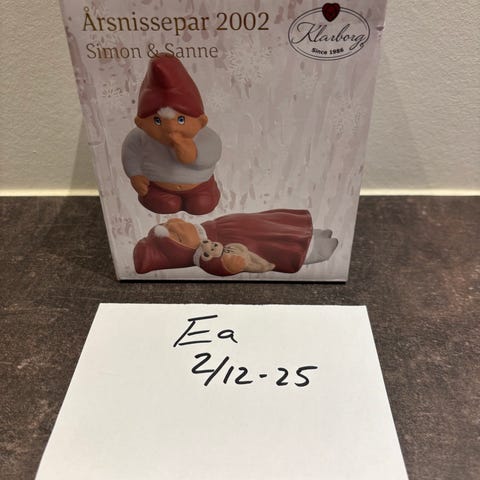 Årsnissepar 2002
Simon & Sanne
Klarborg
Since 1986
Ea
2/12-25